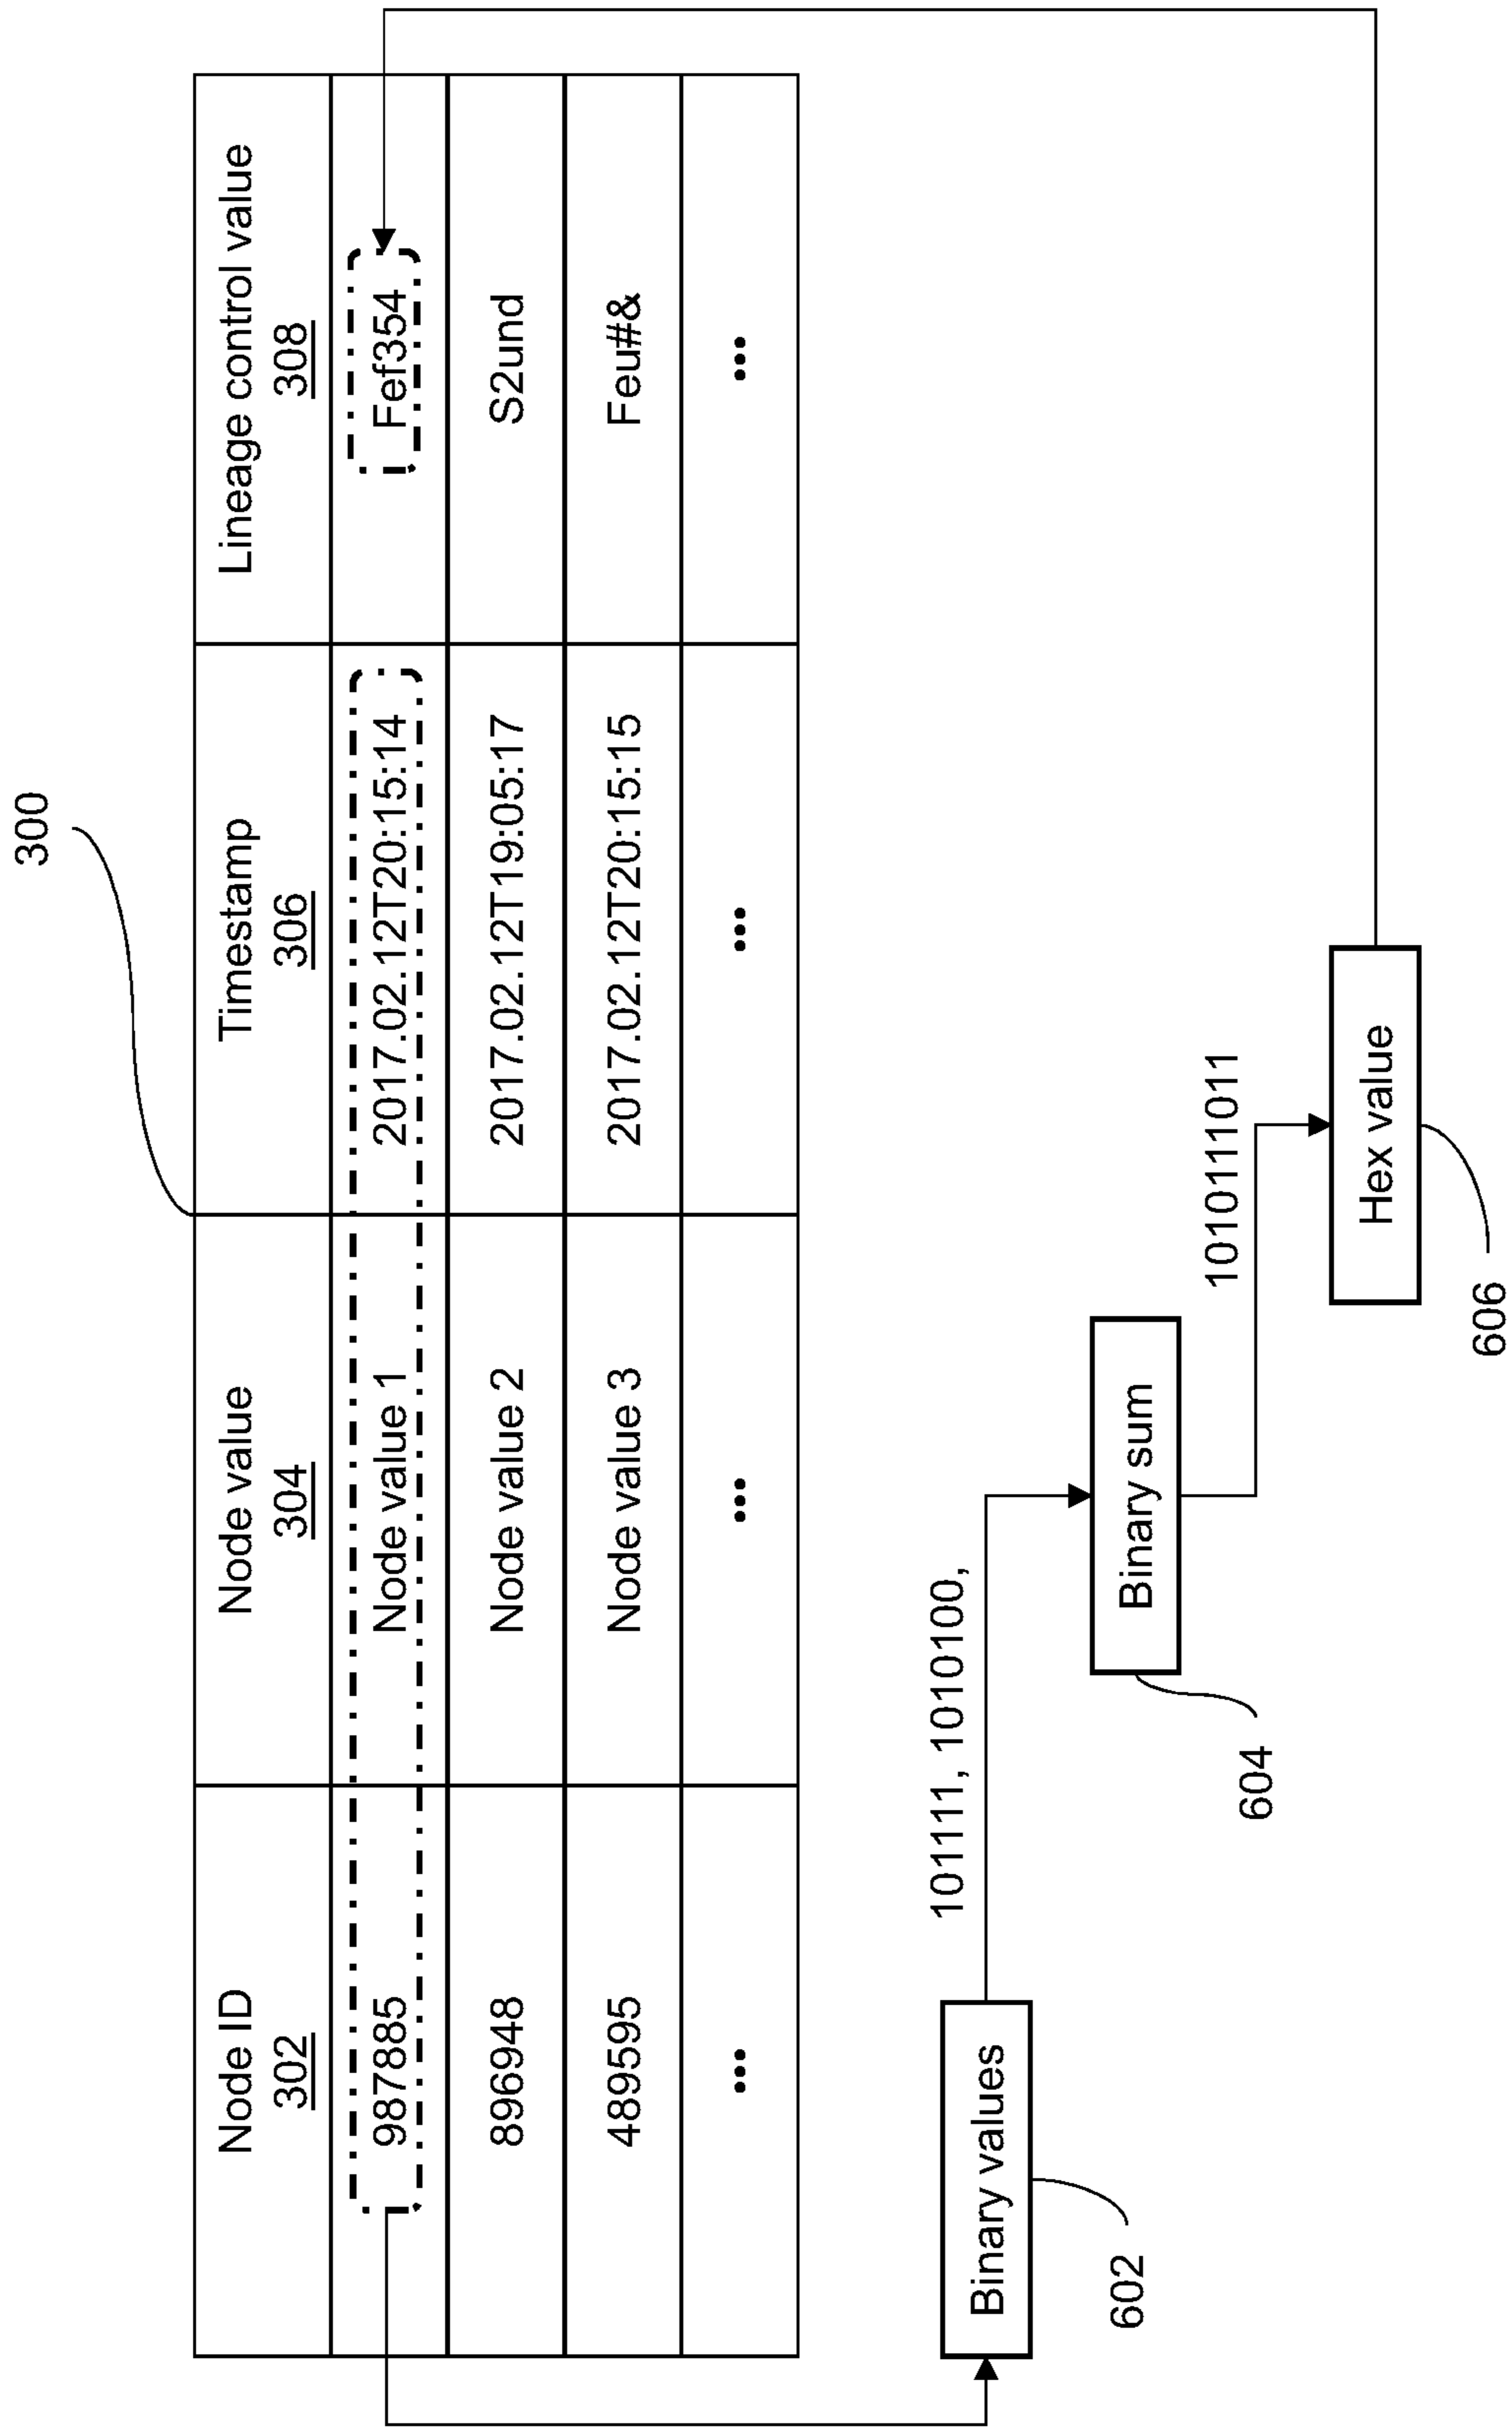 300
Node ID
302
Node value
304
Timestamp
306
Lineage control value
308
987885
Node value 1
2017.02.12T20:15:14
Fef354
896948
Node value 2
2017.02.12T19:05:17
S2und
489595
Node value 3
2017.02.12T20:15:15
Feu#&
...
...
...
...
Binary values
602
101111, 1010100,
Binary sum
604
10101111011
Hex value
606